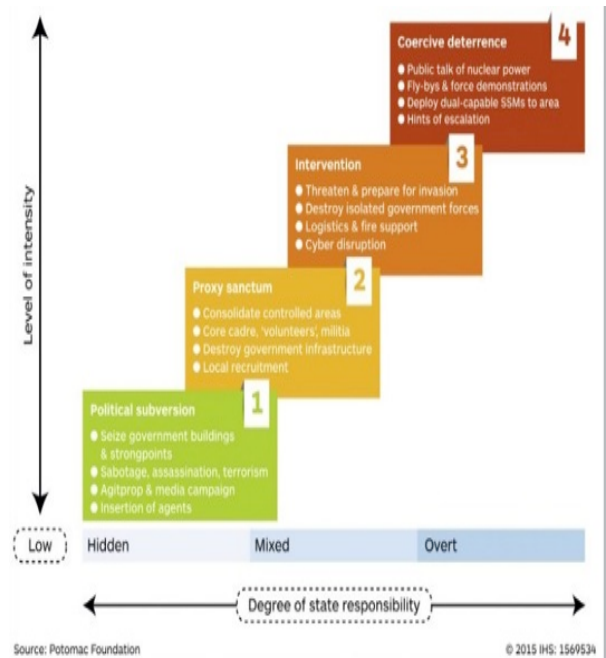 4
Coercive deterrence
● Public talk of nuclear power
● Fly-bys & force demonstrations
● Deploy dual-capable SSMs to area
● Hints of escalation
3
Intervention
● Threaten & prepare for invasion
● Destroy isolated government forces
● Logistics & fire support
● Cyber disruption
2
Proxy sanctum
● Consolidate controlled areas
● Core cadre, 'volunteers', militia
● Destroy government infrastructure
● Local recruitment
1
Political subversion
● Seize government buildings
& strongpoints
● Sabotage, assassination, terrorism
● Agitprop & media campaign
● Insertion of agents
Level of intensity
Low
Hidden
Mixed
Overt
Degree of state responsibility
Source: Potomac Foundation
© 2015 IHS: 1569534